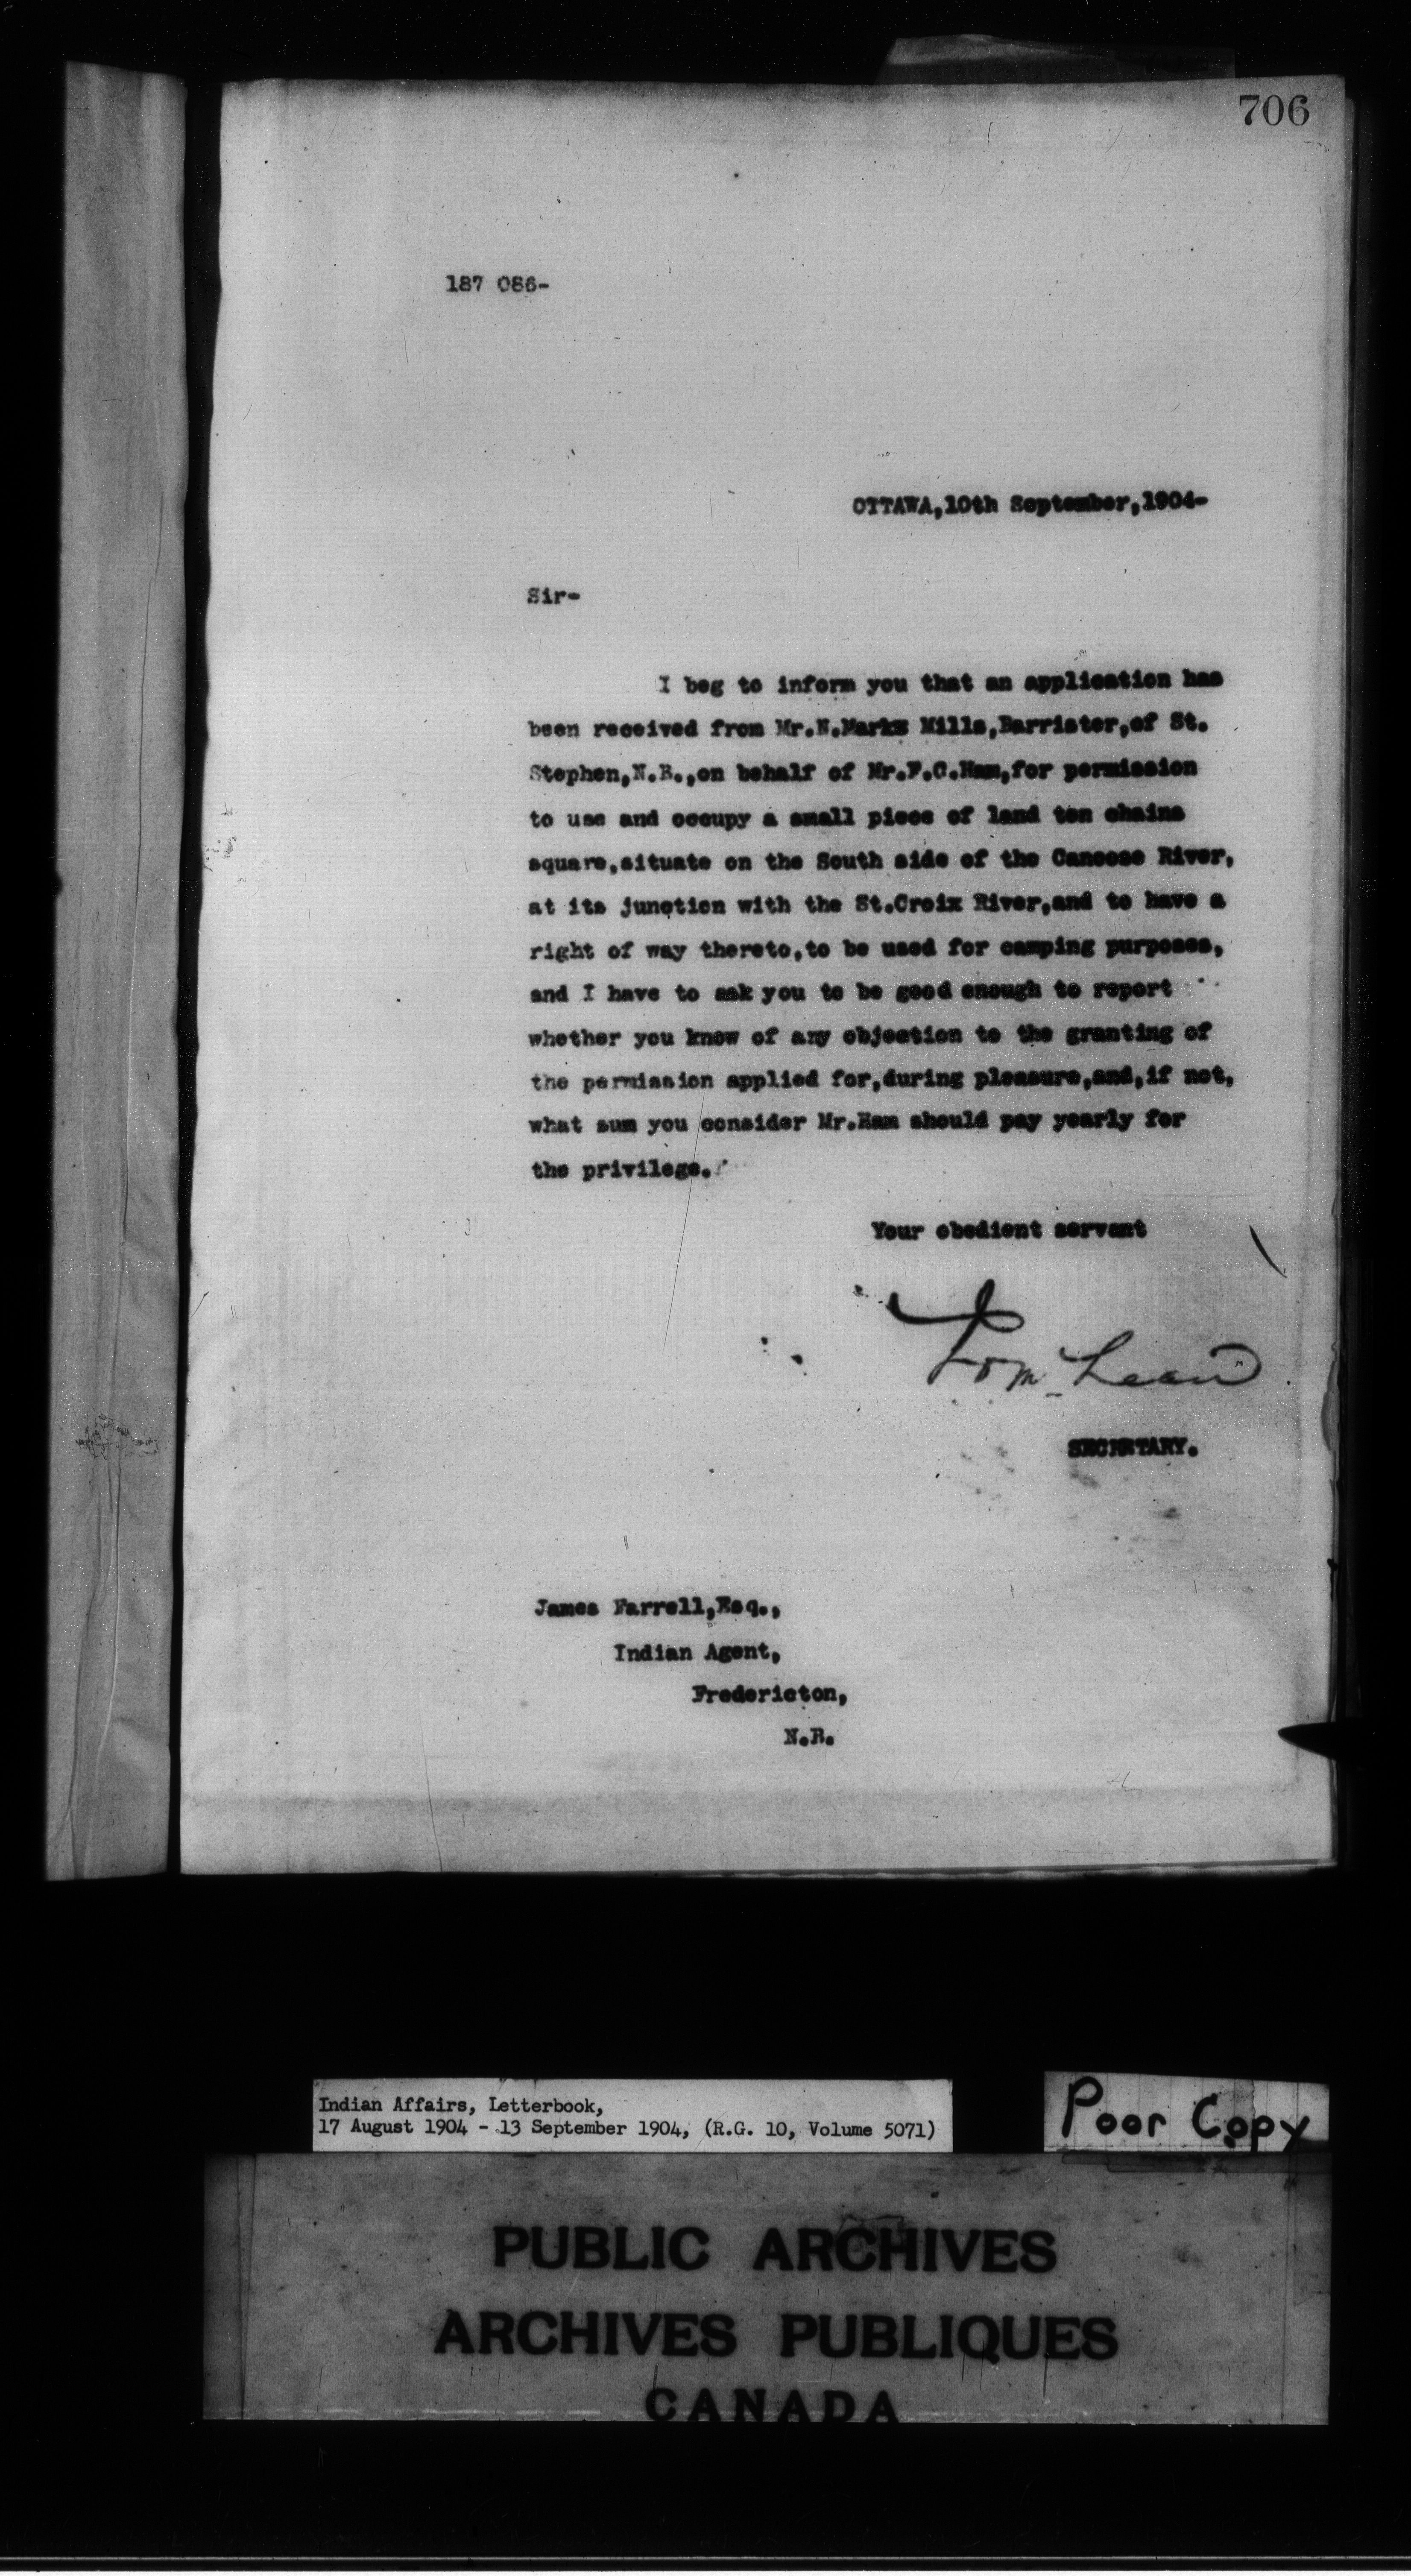 706
187 086-
OTTAWA,10th September,1904-
Sir-
I beg to inform you that an application has
been received from Mr.N.Marks Mills,Barrister,of St.
Stephen,N.B.,on behalf of Mr.F.C.Ham,for permission
to use and occupy a small piece of land ten chains
square,situate on the South side of the Canoose River,
at its junction with the St.Croix River,and to have a
right of way thereto,to be used for camping purposes,
and I have to ask you to be good enough to report
whether you know of any objection to the granting of
the permission applied for,during pleasure,and,if not,
what sum you consider Mr.Ham should pay yearly for
the privilege.
Your obedient servant
SECRETARY.
James Farrell,Esq.,
Indian Agent,
Fredericton,
N.B.
Indian Affairs, Letterbook,
17 August 1904 - 13 September 1904, (R.G. 10, Volume 5071)
Poor Copy
PUBLIC ARCHIVES
ARCHIVES PUBLIQUES
CANADA